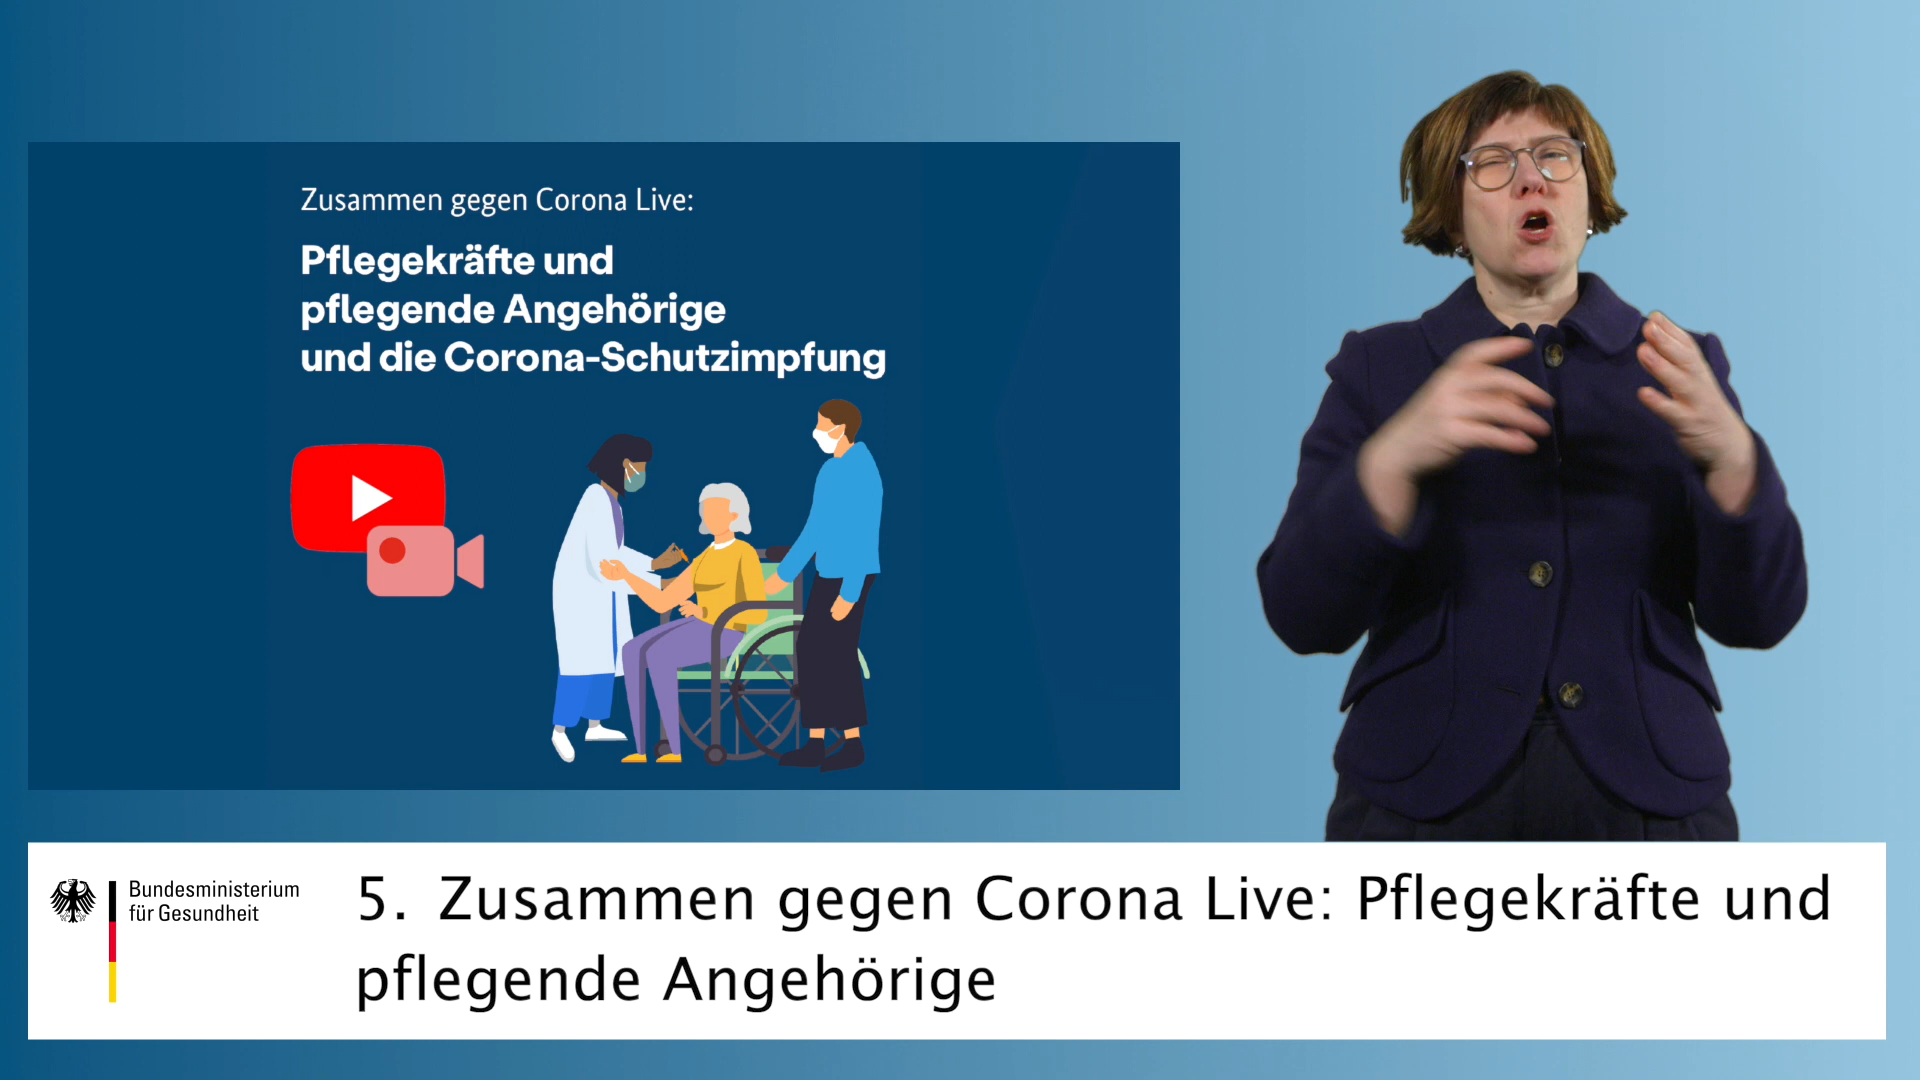 Zusammen gegen Corona Live:
Pflegekräfte und
pflegende Angehörige
und die Corona-Schutzimpfung
Bundesministerium
für Gesundheit
5. Zusammen gegen Corona Live: Pflegekräfte und
pflegende Angehörige